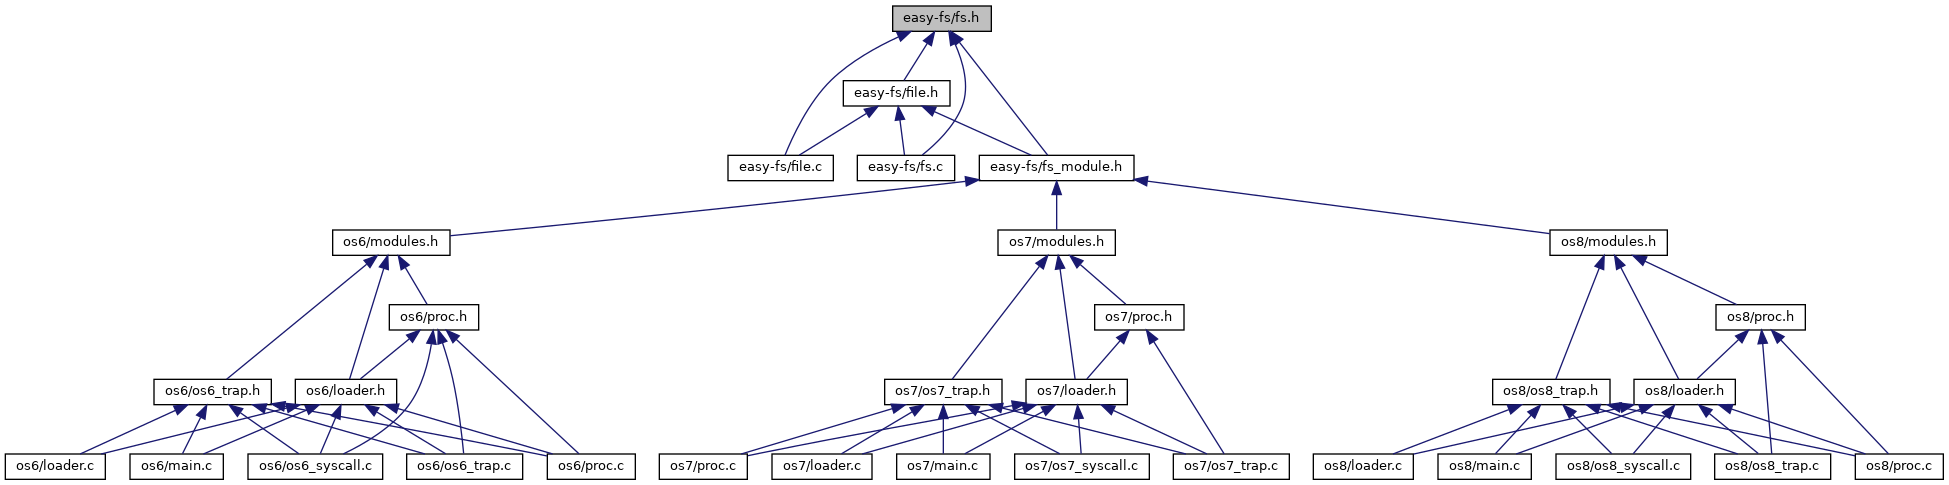 easy-fs/fs.h
easy-fs/file.h
easy-fs/file.c
easy-fs/fs.c
easy-fs/fs_module.h
os6/modules.h
os7/modules.h
os8/modules.h
os6/proc.h
os7/proc.h
os8/proc.h
os6/os6_trap.h
os6/loader.h
os7/os7_trap.h
os7/loader.h
os8/os8_trap.h
os8/loader.h
os6/loader.c
os6/main.c
os6/os6_syscall.c
os6/os6_trap.c
os6/proc.c
os7/proc.c
os7/loader.c
os7/main.c
os7/os7_syscall.c
os7/os7_trap.c
os8/loader.c
os8/main.c
os8/os8_syscall.c
os8/os8_trap.c
os8/proc.c